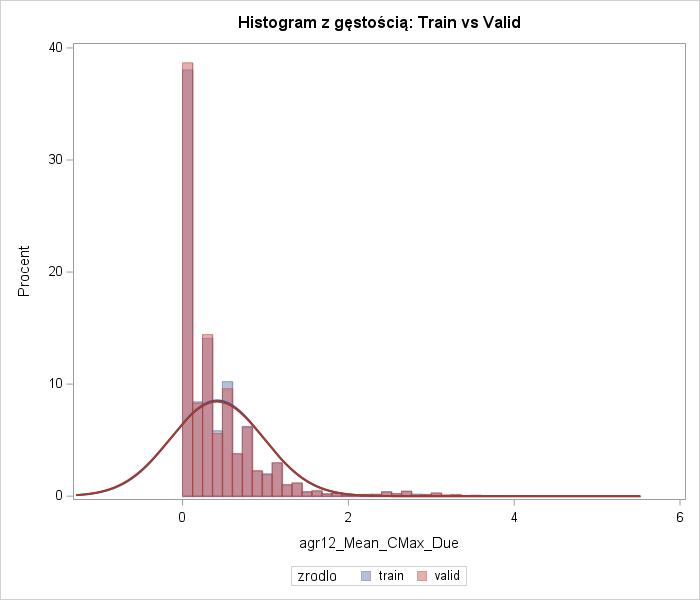 Histogram z gęstością: Train vs Valid
Procent
40
30
20
10
0
0 2 4 6
agr12_Mean_CMax_Due
zrodlo train valid